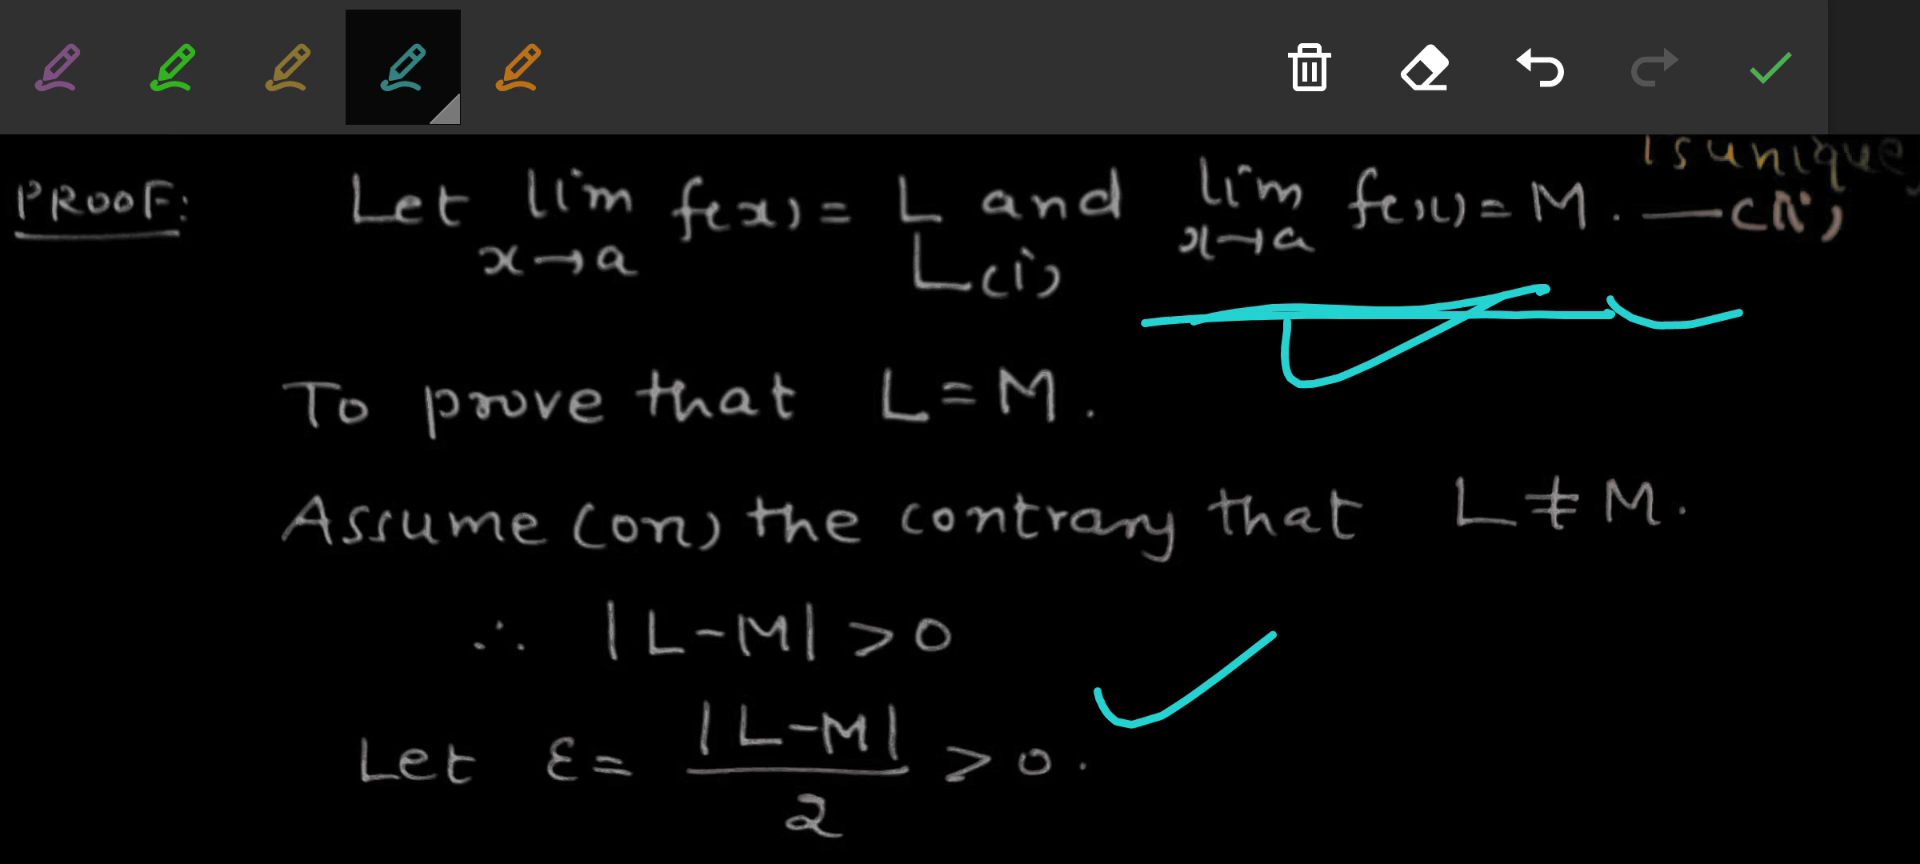 is unique
PROOF: Let lim f(x) = L and lim f(x) = M. —(ii)
x→a L(i) x→a
To prove that L = M.
Assume (on) the contrary that L ≠ M.
∴ |L-M| > 0
Let ε = |L-M| > 0.
2